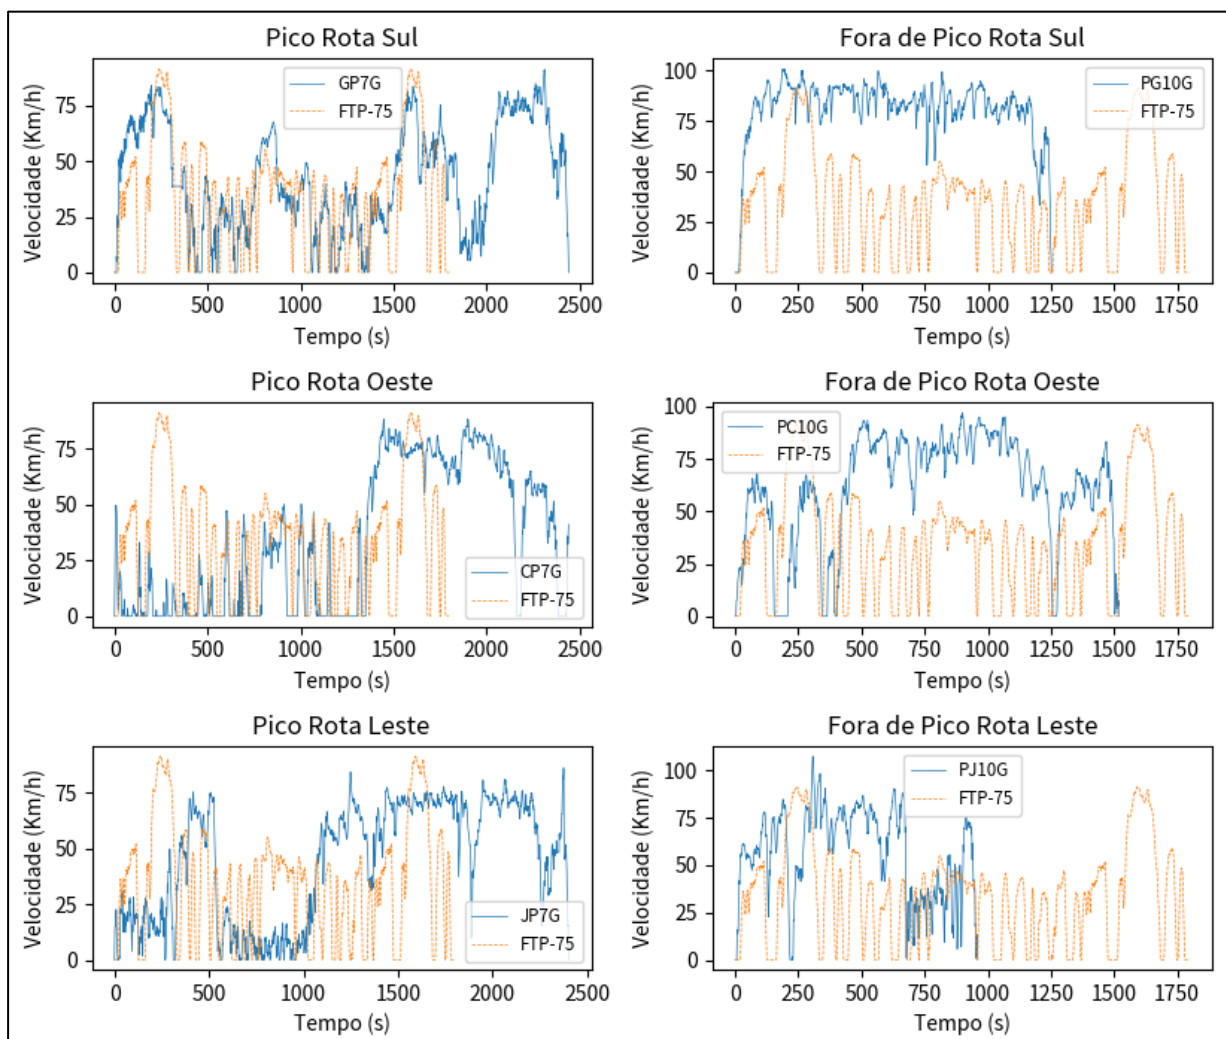 Pico Rota Sul
Velocidade (Km/h)
75
50
25
0
GP7G
FTP-75
0 500 1000 1500 2000 2500
Tempo (s)
Fora de Pico Rota Sul
Velocidade (Km/h)
100
75
50
25
0
PG10G
FTP-75
0 250 500 750 1000 1250 1500 1750
Tempo (s)
Pico Rota Oeste
Velocidade (Km/h)
75
50
25
0
CP7G
FTP-75
0 500 1000 1500 2000 2500
Tempo (s)
Fora de Pico Rota Oeste
Velocidade (Km/h)
100
75
50
25
0
PC10G
FTP-75
0 250 500 750 1000 1250 1500 1750
Tempo (s)
Pico Rota Leste
Velocidade (Km/h)
75
50
25
0
JP7G
FTP-75
0 500 1000 1500 2000 2500
Tempo (s)
Fora de Pico Rota Leste
Velocidade (Km/h)
100
75
50
25
0
PJ10G
FTP-75
0 250 500 750 1000 1250 1500 1750
Tempo (s)